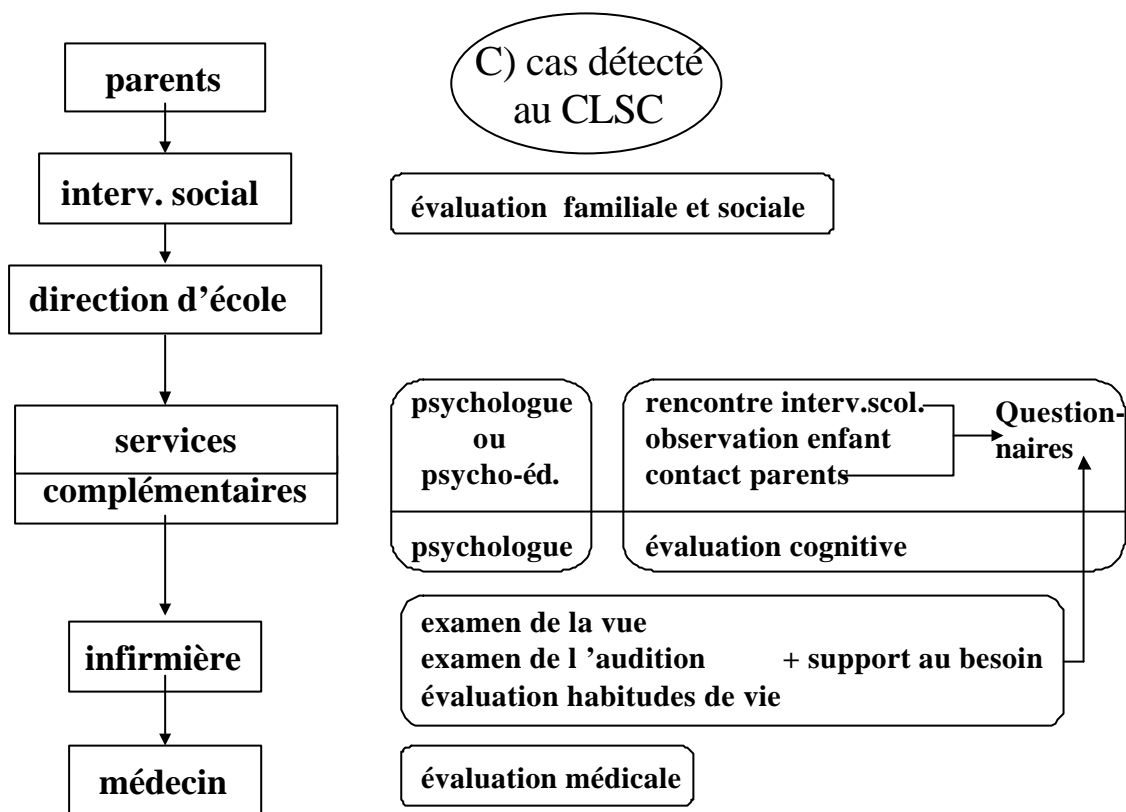 parents
C) cas détecté
au CLSC
interv. social
évaluation familiale et sociale
direction d’école
services
complémentaires
psychologue
ou
psycho-éd.
rencontre interv.scol.
observation enfant
contact parents
Question-
naires
psychologue
évaluation cognitive
infirmière
examen de la vue
examen de l ’audition + support au besoin
évaluation habitudes de vie
médecin
évaluation médicale